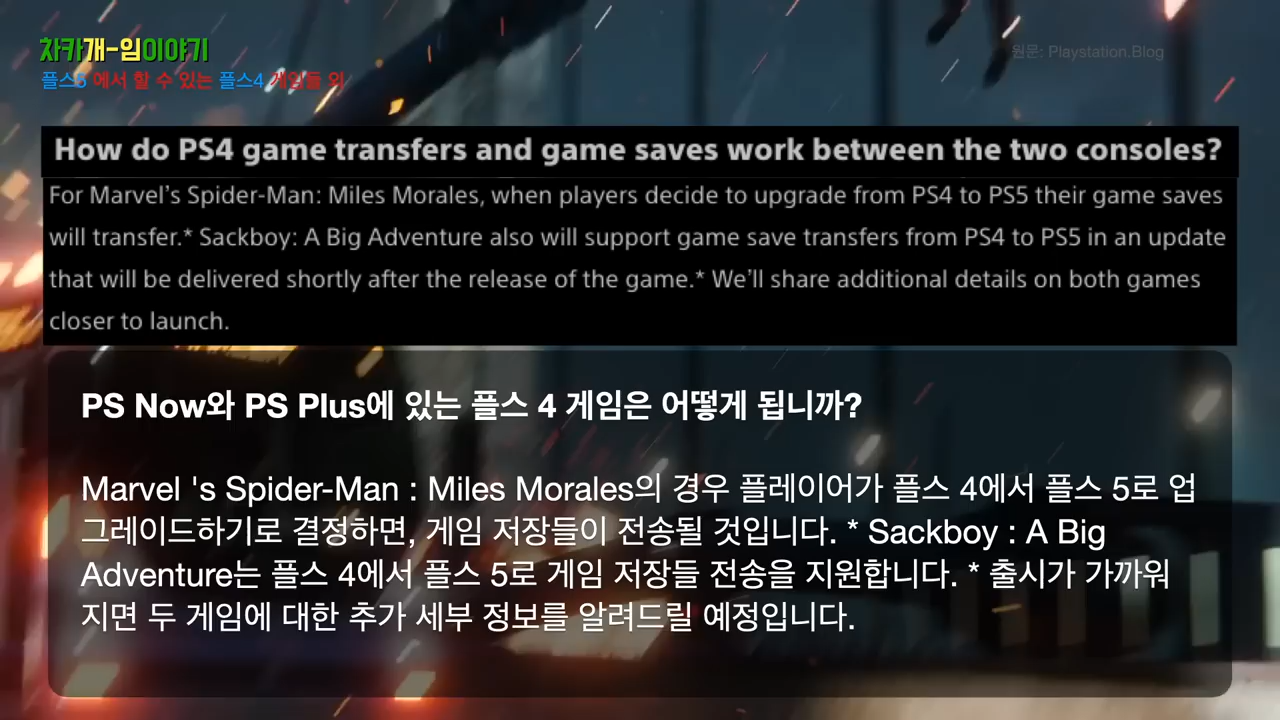 차카개-임이야기
플스5 에서 할 수 있는 플스4 게임들 외
원문: Playstation.Blog
How do PS4 game transfers and game saves work between the two consoles?
For Marvel’s Spider-Man: Miles Morales, when players decide to upgrade from PS4 to PS5 their game saves
will transfer.* Sackboy: A Big Adventure also will support game save transfers from PS4 to PS5 in an update
that will be delivered shortly after the release of the game.* We’ll share additional details on both games
closer to launch.
PS Now와 PS Plus에 있는 플스 4 게임은 어떻게 됩니까?
Marvel 's Spider-Man : Miles Morales의 경우 플레이어가 플스 4에서 플스 5로 업
그레이드하기로 결정하면, 게임 저장들이 전송될 것입니다. * Sackboy : A Big
Adventure는 플스 4에서 플스 5로 게임 저장들 전송을 지원합니다. * 출시가 가까워
지면 두 게임에 대한 추가 세부 정보를 알려드릴 예정입니다.